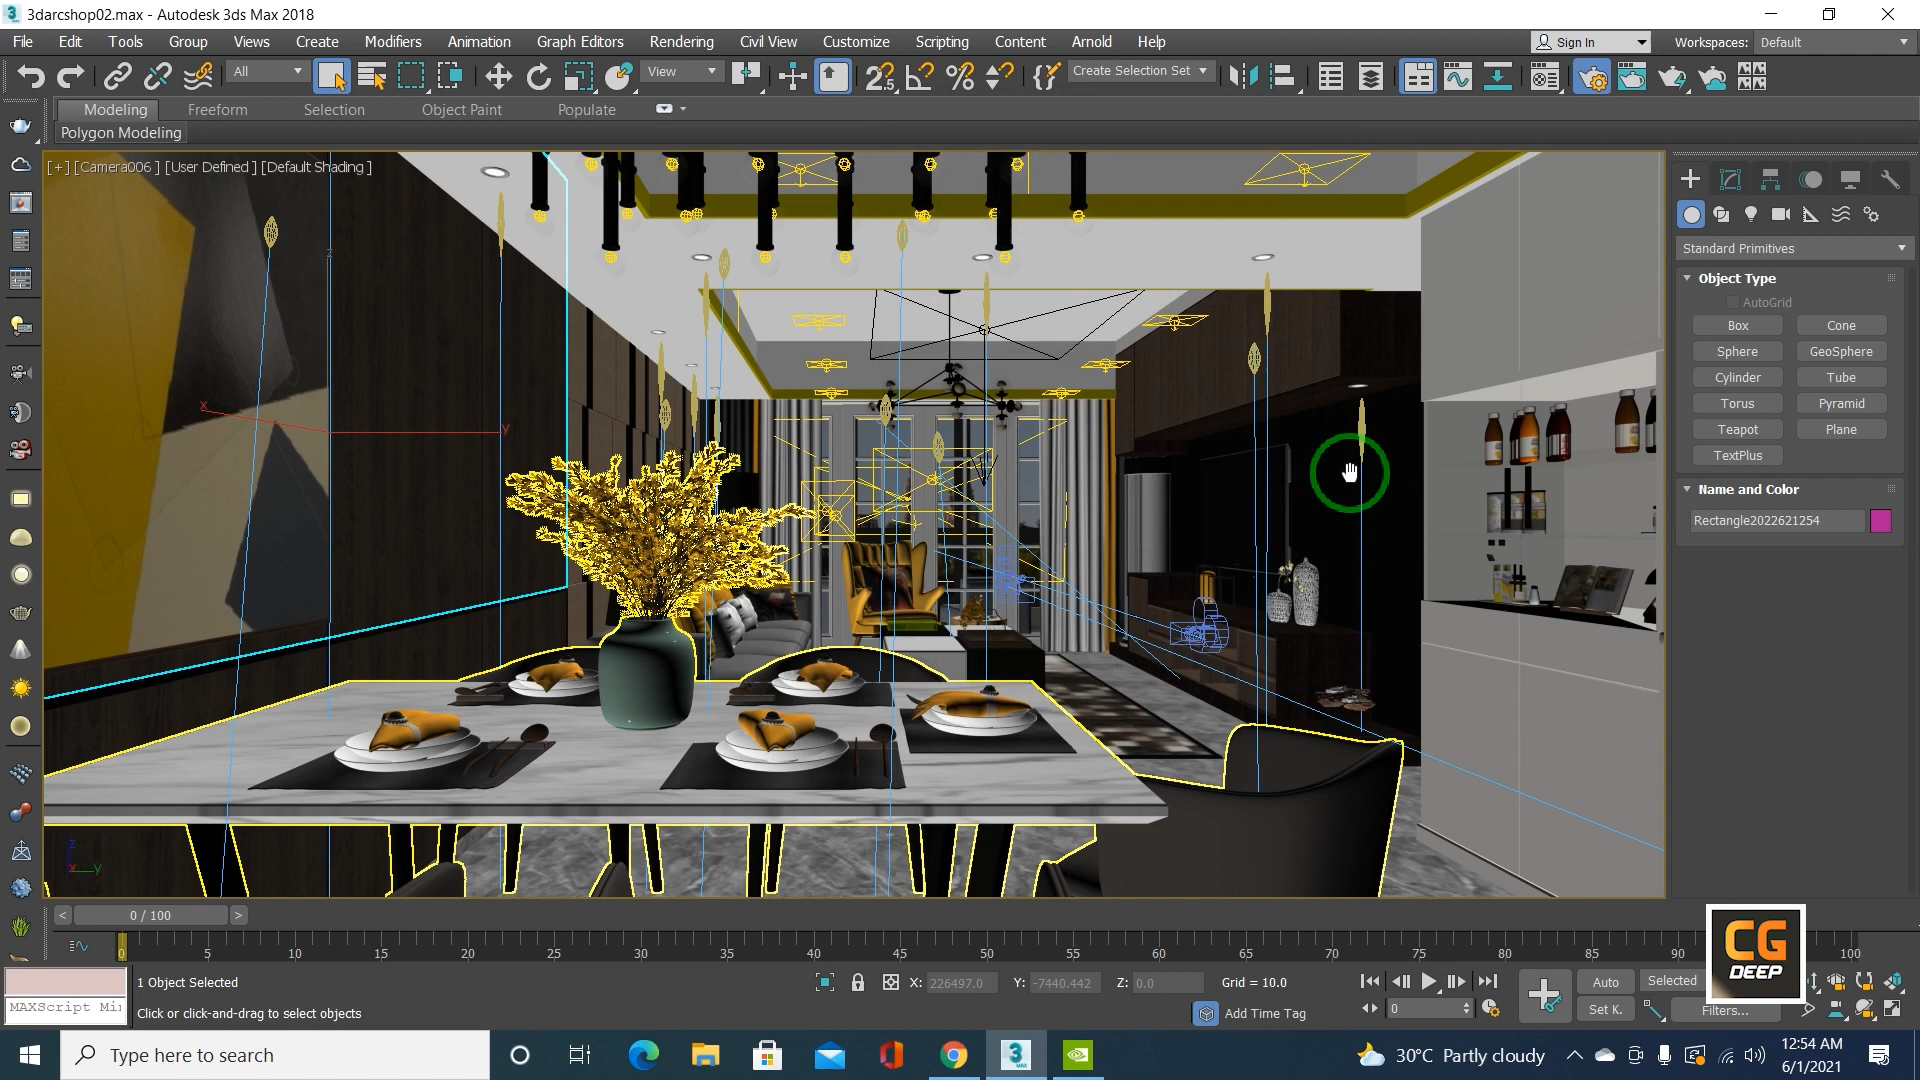 3darcshop02.max - Autodesk 3ds Max 2018
File Edit Tools Group Views Create Modifiers Animation Graph Editors Rendering Civil View Customize Scripting Content Arnold Help
Sign In Workspaces: Default
All View Create Selection Set
Modeling Freeform Selection Object Paint Populate
Polygon Modeling
[+] [Camera006 ] [User Defined ] [Default Shading ]
Standard Primitives
Object Type
AutoGrid
Box Cone
Sphere GeoSphere
Cylinder Tube
Torus Pyramid
Teapot Plane
TextPlus
Name and Color
Rectangle2022621254
x y z
z x y
< 0 / 100 >
0 5 10 15 20 25 30 35 40 45 50 55 60 65 70 75 80 85 90 100
CG
DEEP
1 Object Selected X: 226497.0 Y: -7440.442 Z: 0.0 Grid = 10.0 Auto Selected
MAXScript Mi
Click or click-and-drag to select objects Add Time Tag 0 Set K. Filters...
Type here to search 30°C Partly cloudy 12:54 AM
6/1/2021